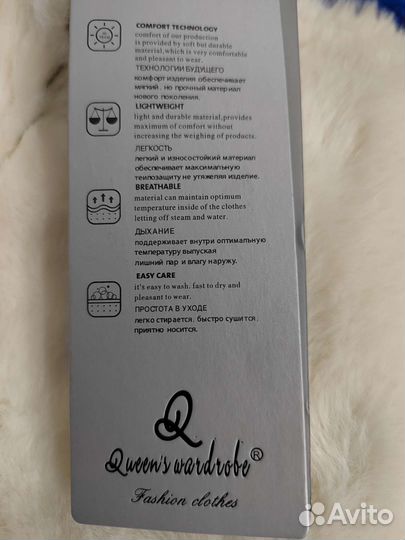 COMFORT TECHNOLOGY
comfort of our production
is provided by soft but durable
material,which is very comfortable
and pleasant to wear.
ТЕХНОЛОГИИ БУДУЩЕГО
комфорт изделия обеспечивает
мягкий, но прочный материал
нового поколения.
LIGHTWEIGHT
light and durable material,provides
maximum of comfort without
increasing the weighing of products.
ЛЕГКОСТЬ
легкий и износостойкий материал
обеспечивает максимальную
теплозащиту не утяжеляя изделие.
BREATHABLE
material can maintain optimum
temperature inside of the clothes
letting off steam and water.
ДЫХАНИЕ
поддерживает внутри оптимальную
температуру выпуская
лишний пар и влагу наружу.
EASY CARE
it's easy to wash. fast to dry and
pleasant to wear.
ПРОСТОТА В УХОДЕ
легко стирается, быстро сушится,
приятно носится.
Q
Queen's wardrobe®
Fashion clothes
Avito